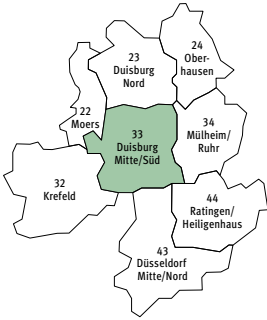 24
Ober-
hausen
23
Duisburg
Nord
22
Moers
33
Duisburg
Mitte/Süd
34
Mülheim/
Ruhr
32
Krefeld
44
Ratingen/
Heiligenhaus
43
Düsseldorf
Mitte/Nord